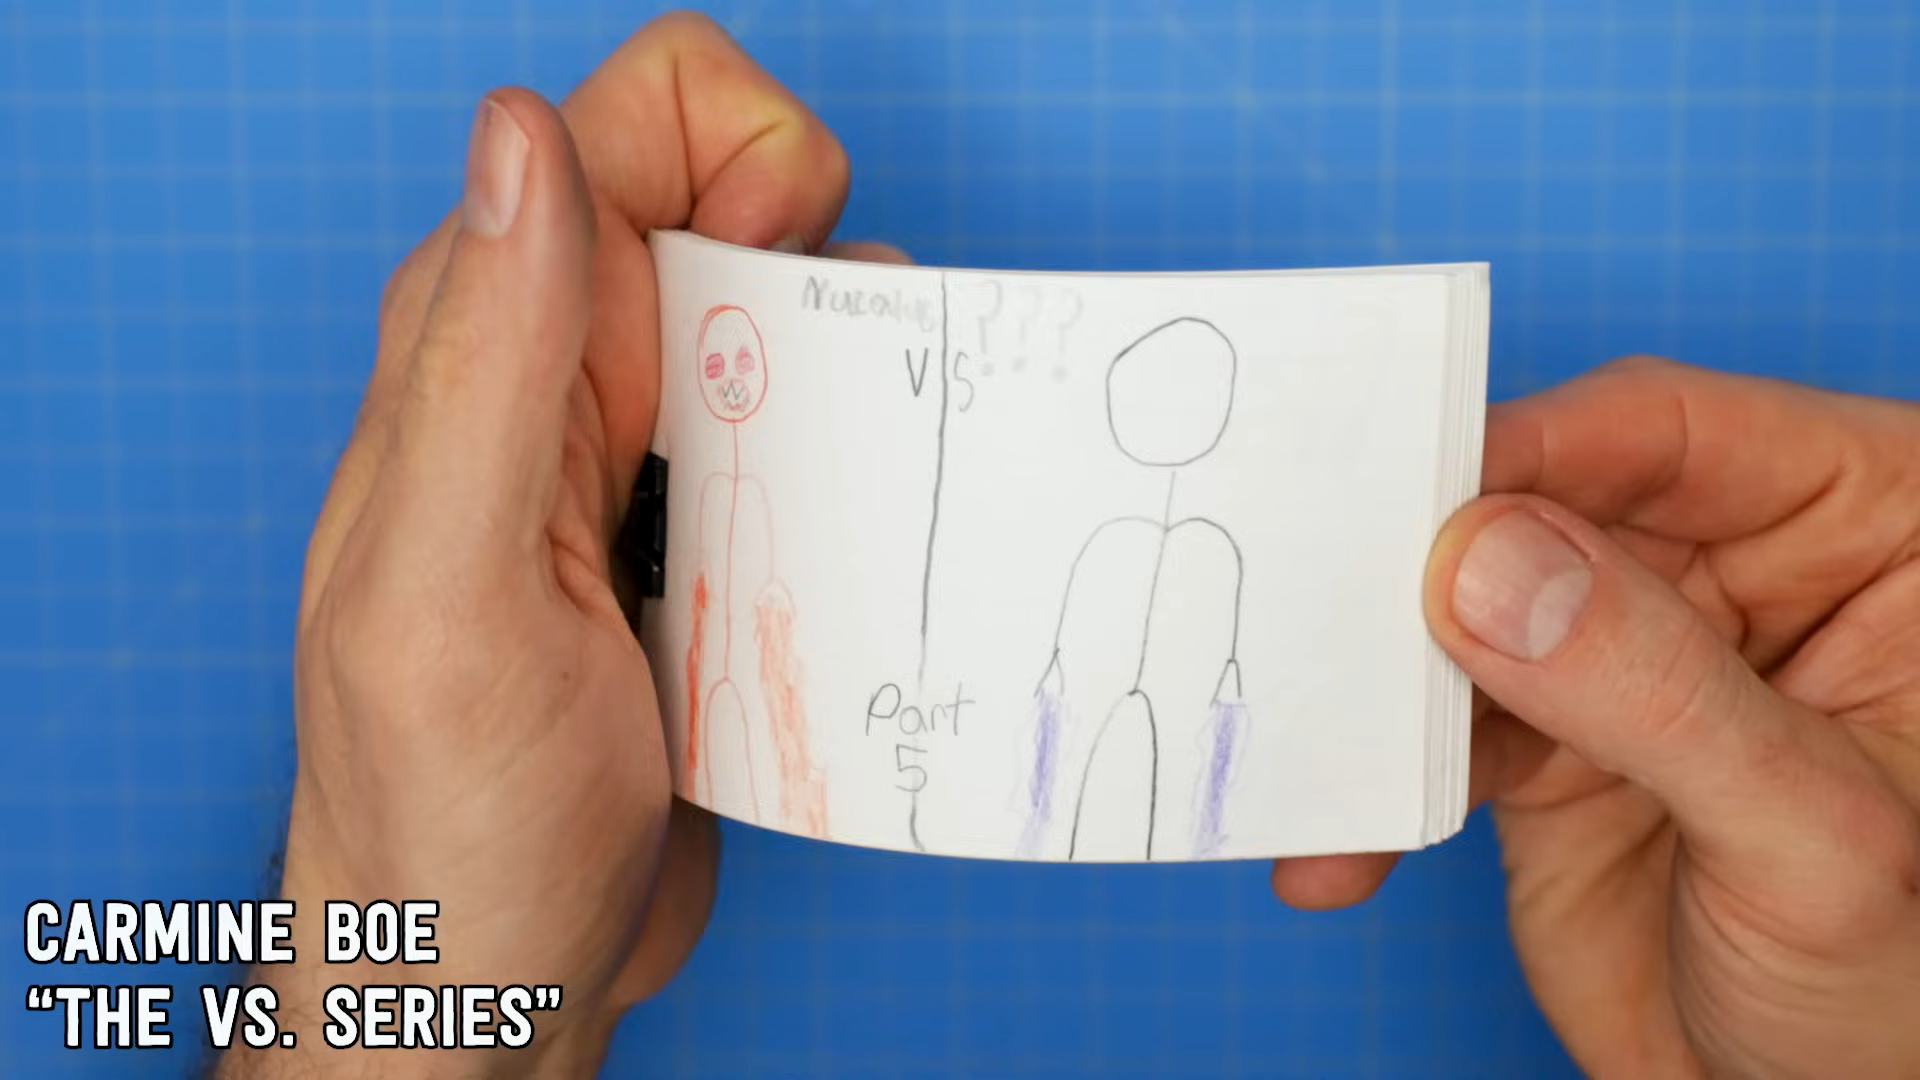 ???
VS
Part
5
CARMINE BOE
“THE VS. SERIES”